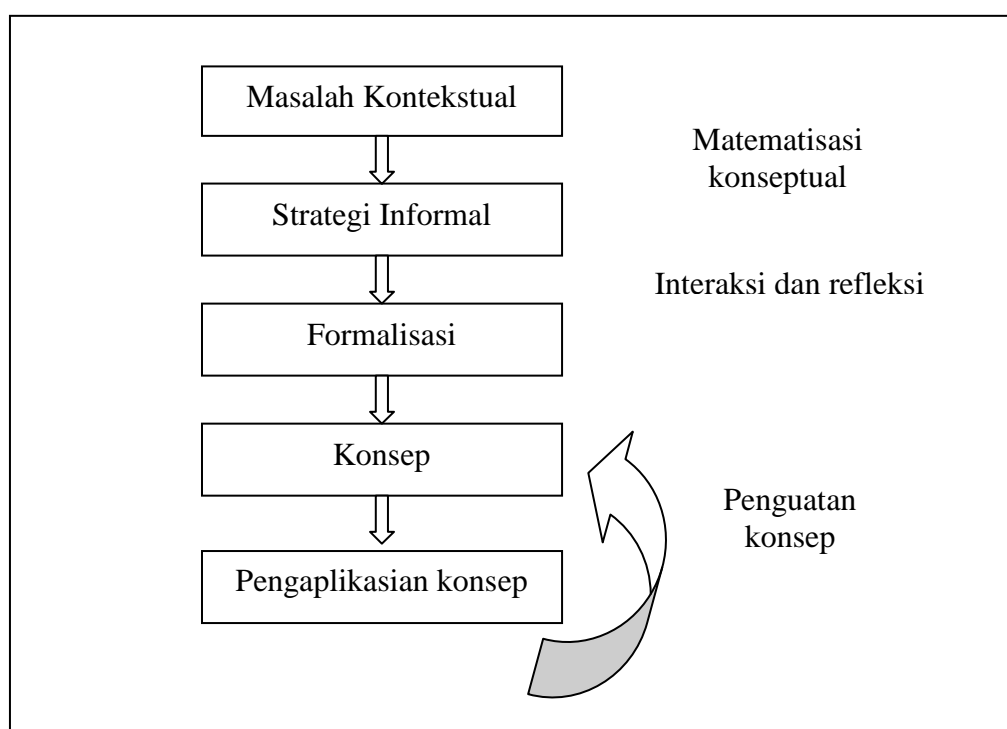 Masalah Kontekstual
Matematisasi
konseptual
Strategi Informal
Interaksi dan refleksi
Formalisasi
Konsep
Penguatan
konsep
Pengaplikasian konsep